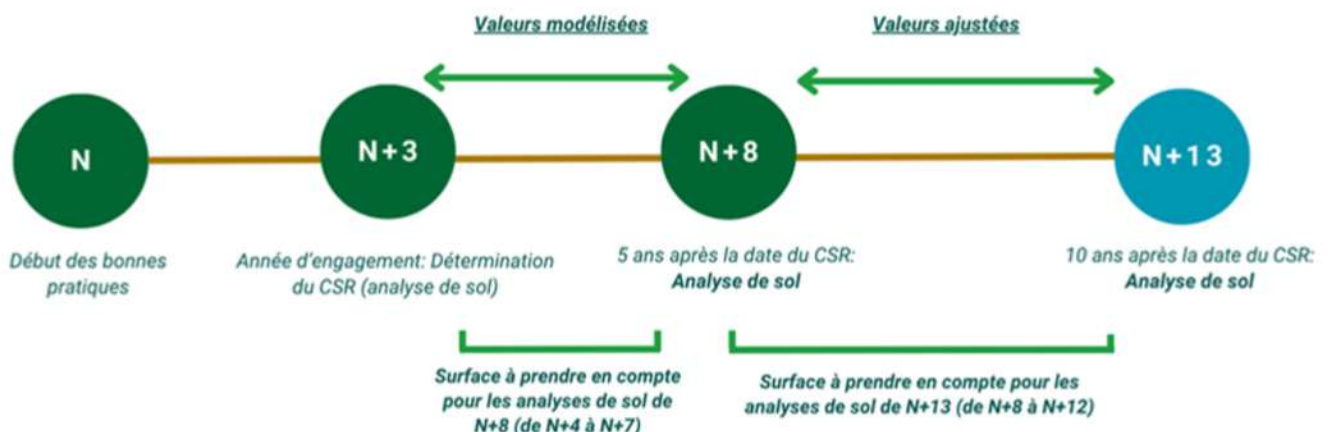 Valeurs modélisées
Valeurs ajustées
N
N+3
N+8
N+13
Début des bonnes
pratiques
Année d'engagement: Détermination
du CSR (analyse de sol)
5 ans après la date du CSR:
Analyse de sol
10 ans après la date du CSR:
Analyse de sol
Surface à prendre en compte
pour les analyses de sol de
N+8 (de N+4 à N+7)
Surface à prendre en compte pour les
analyses de sol de N+13 (de N+8 à N+12)